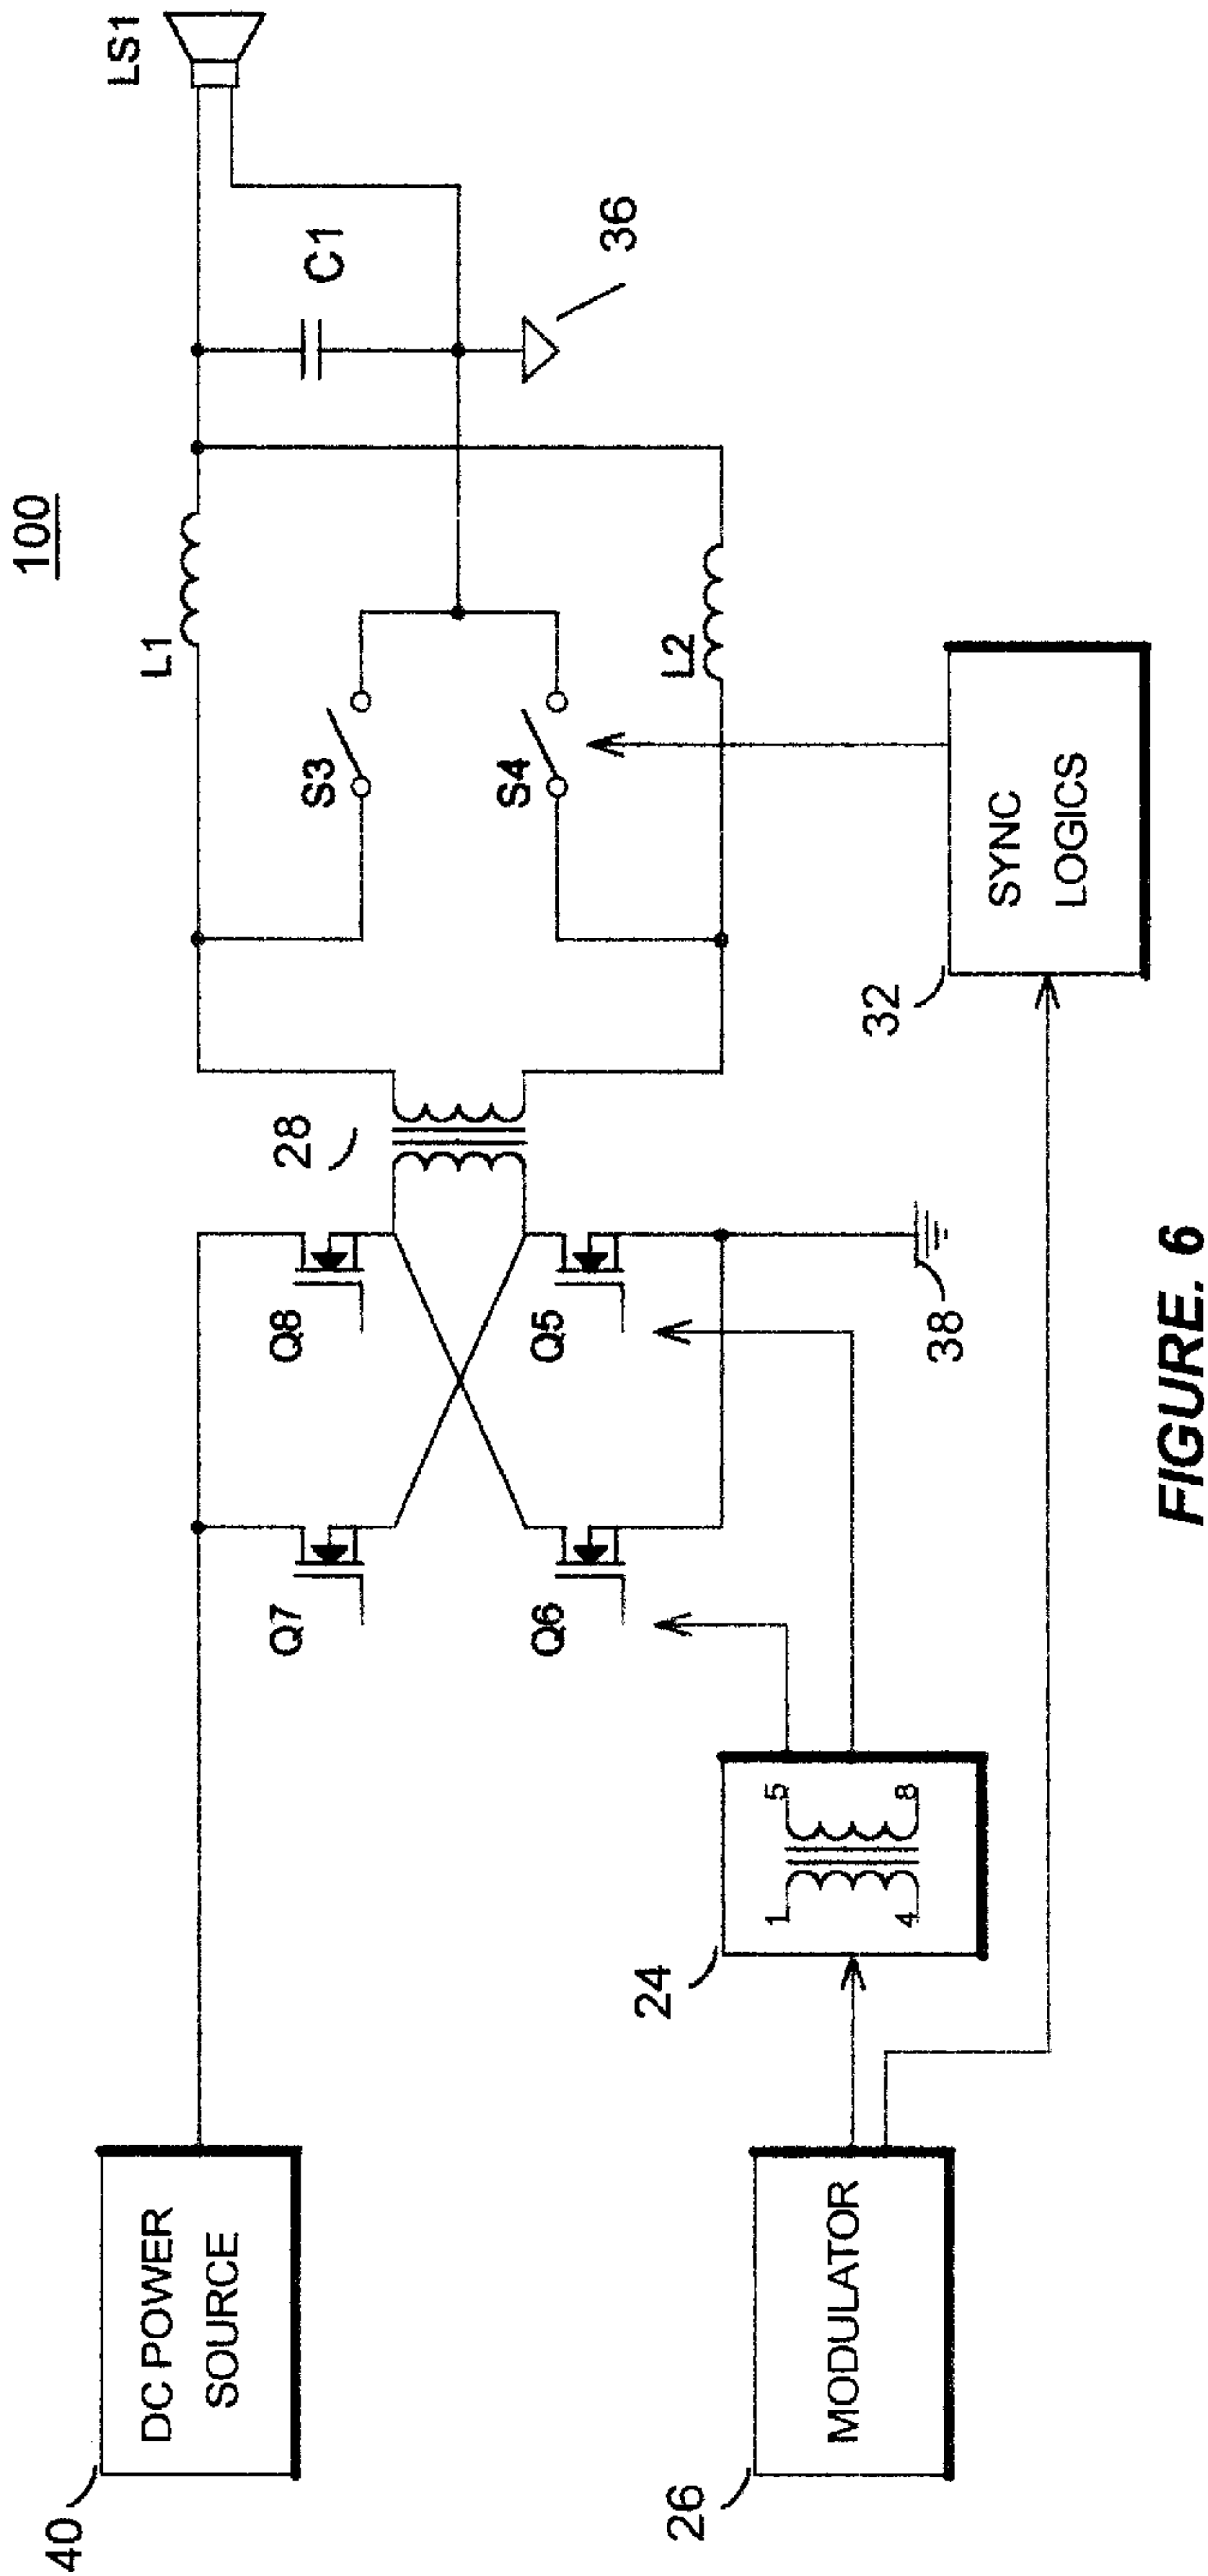 100
LS1
L1
C1
S3
36
S4
28
Q7
Q8
L2
40
DC POWER
SOURCE
Q6
Q5
24
1
5
4
8
32
SYNC
LOGICS
38
26
MODULATOR
FIGURE. 6